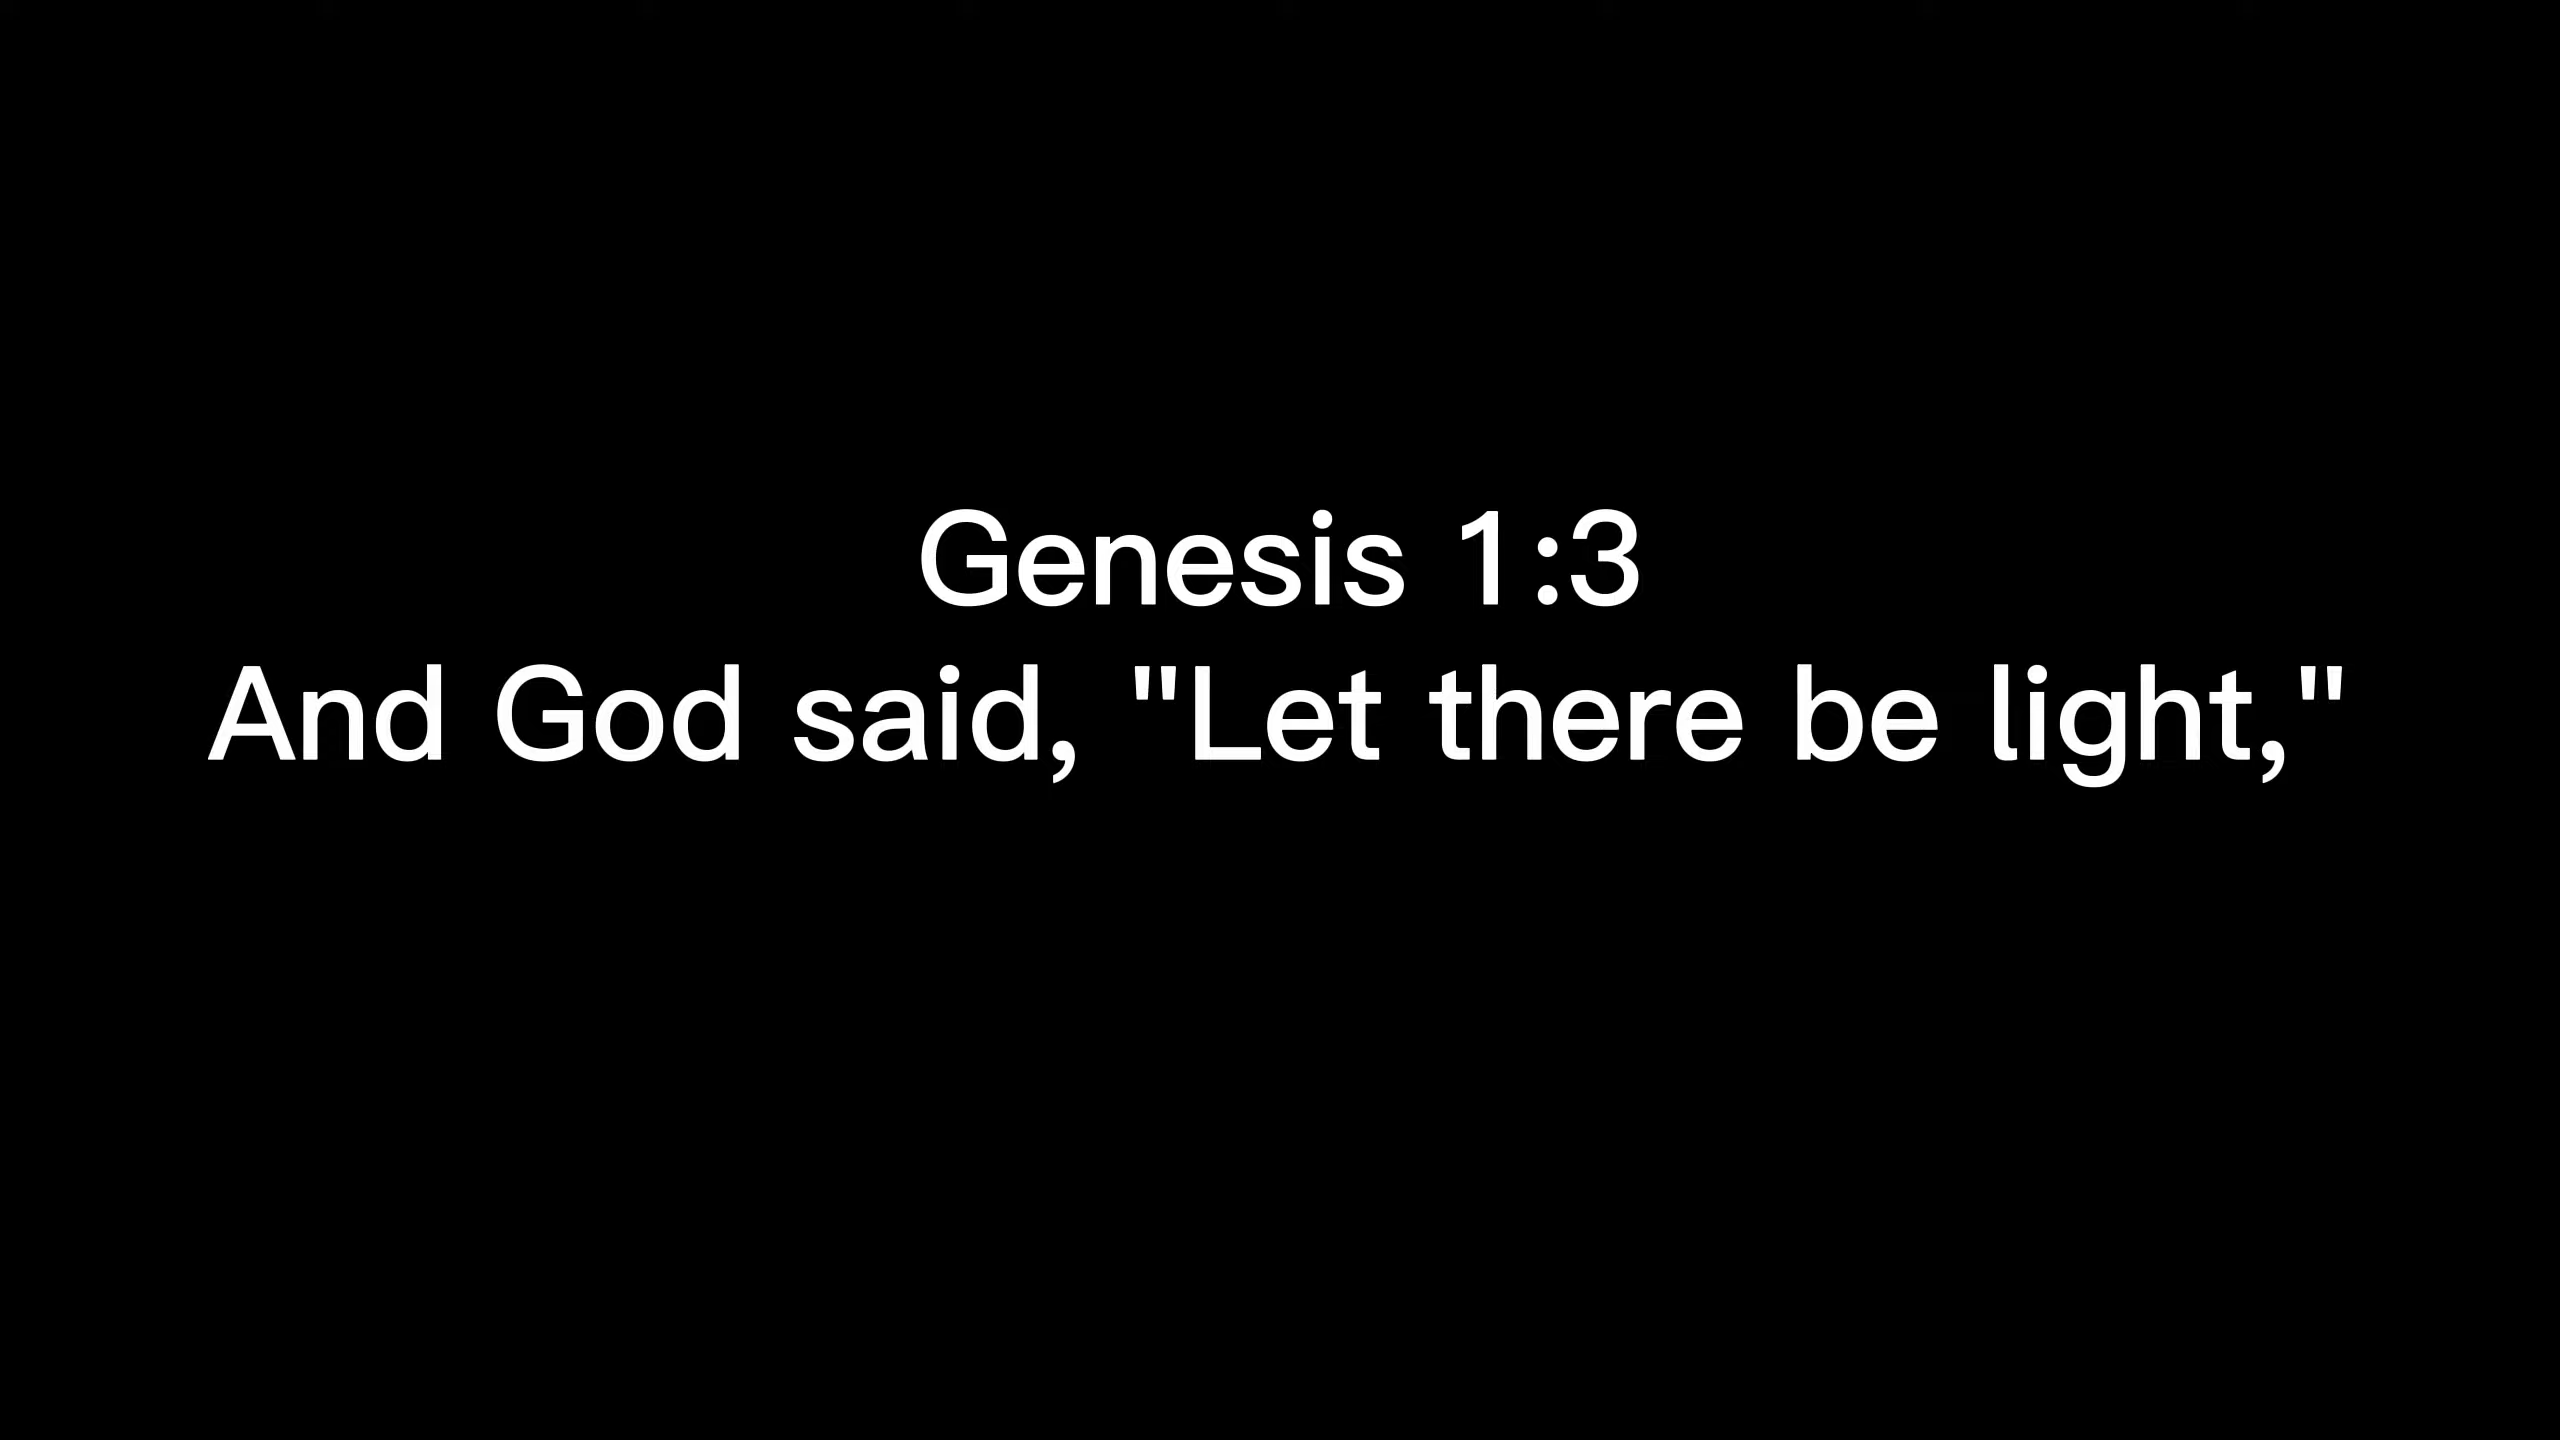 Genesis 1:3
And God said, "Let there be light,"